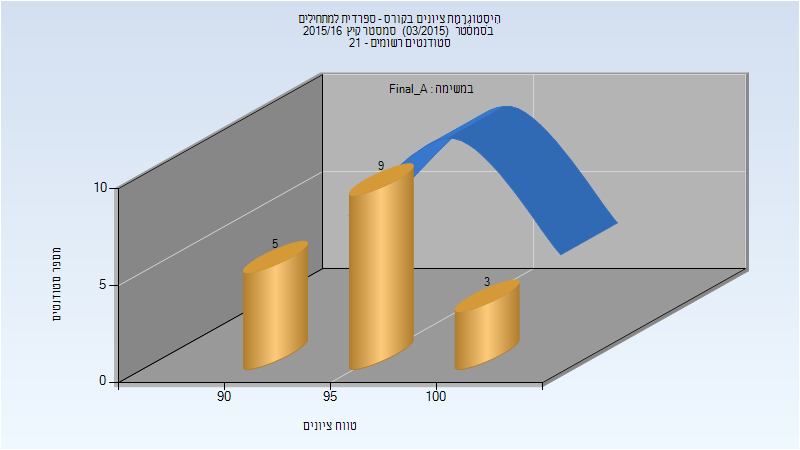 היסטוגרמת ציונים בקורס - ספרדית למתחילים
בסמסטר (03/2015) סמסטר קיץ 2015/16
סטודנטים רשומים - 21
במשימה : Final_A
10
5
0
מספר סטודנטים
5
9
3
90
95
100
טווח ציונים